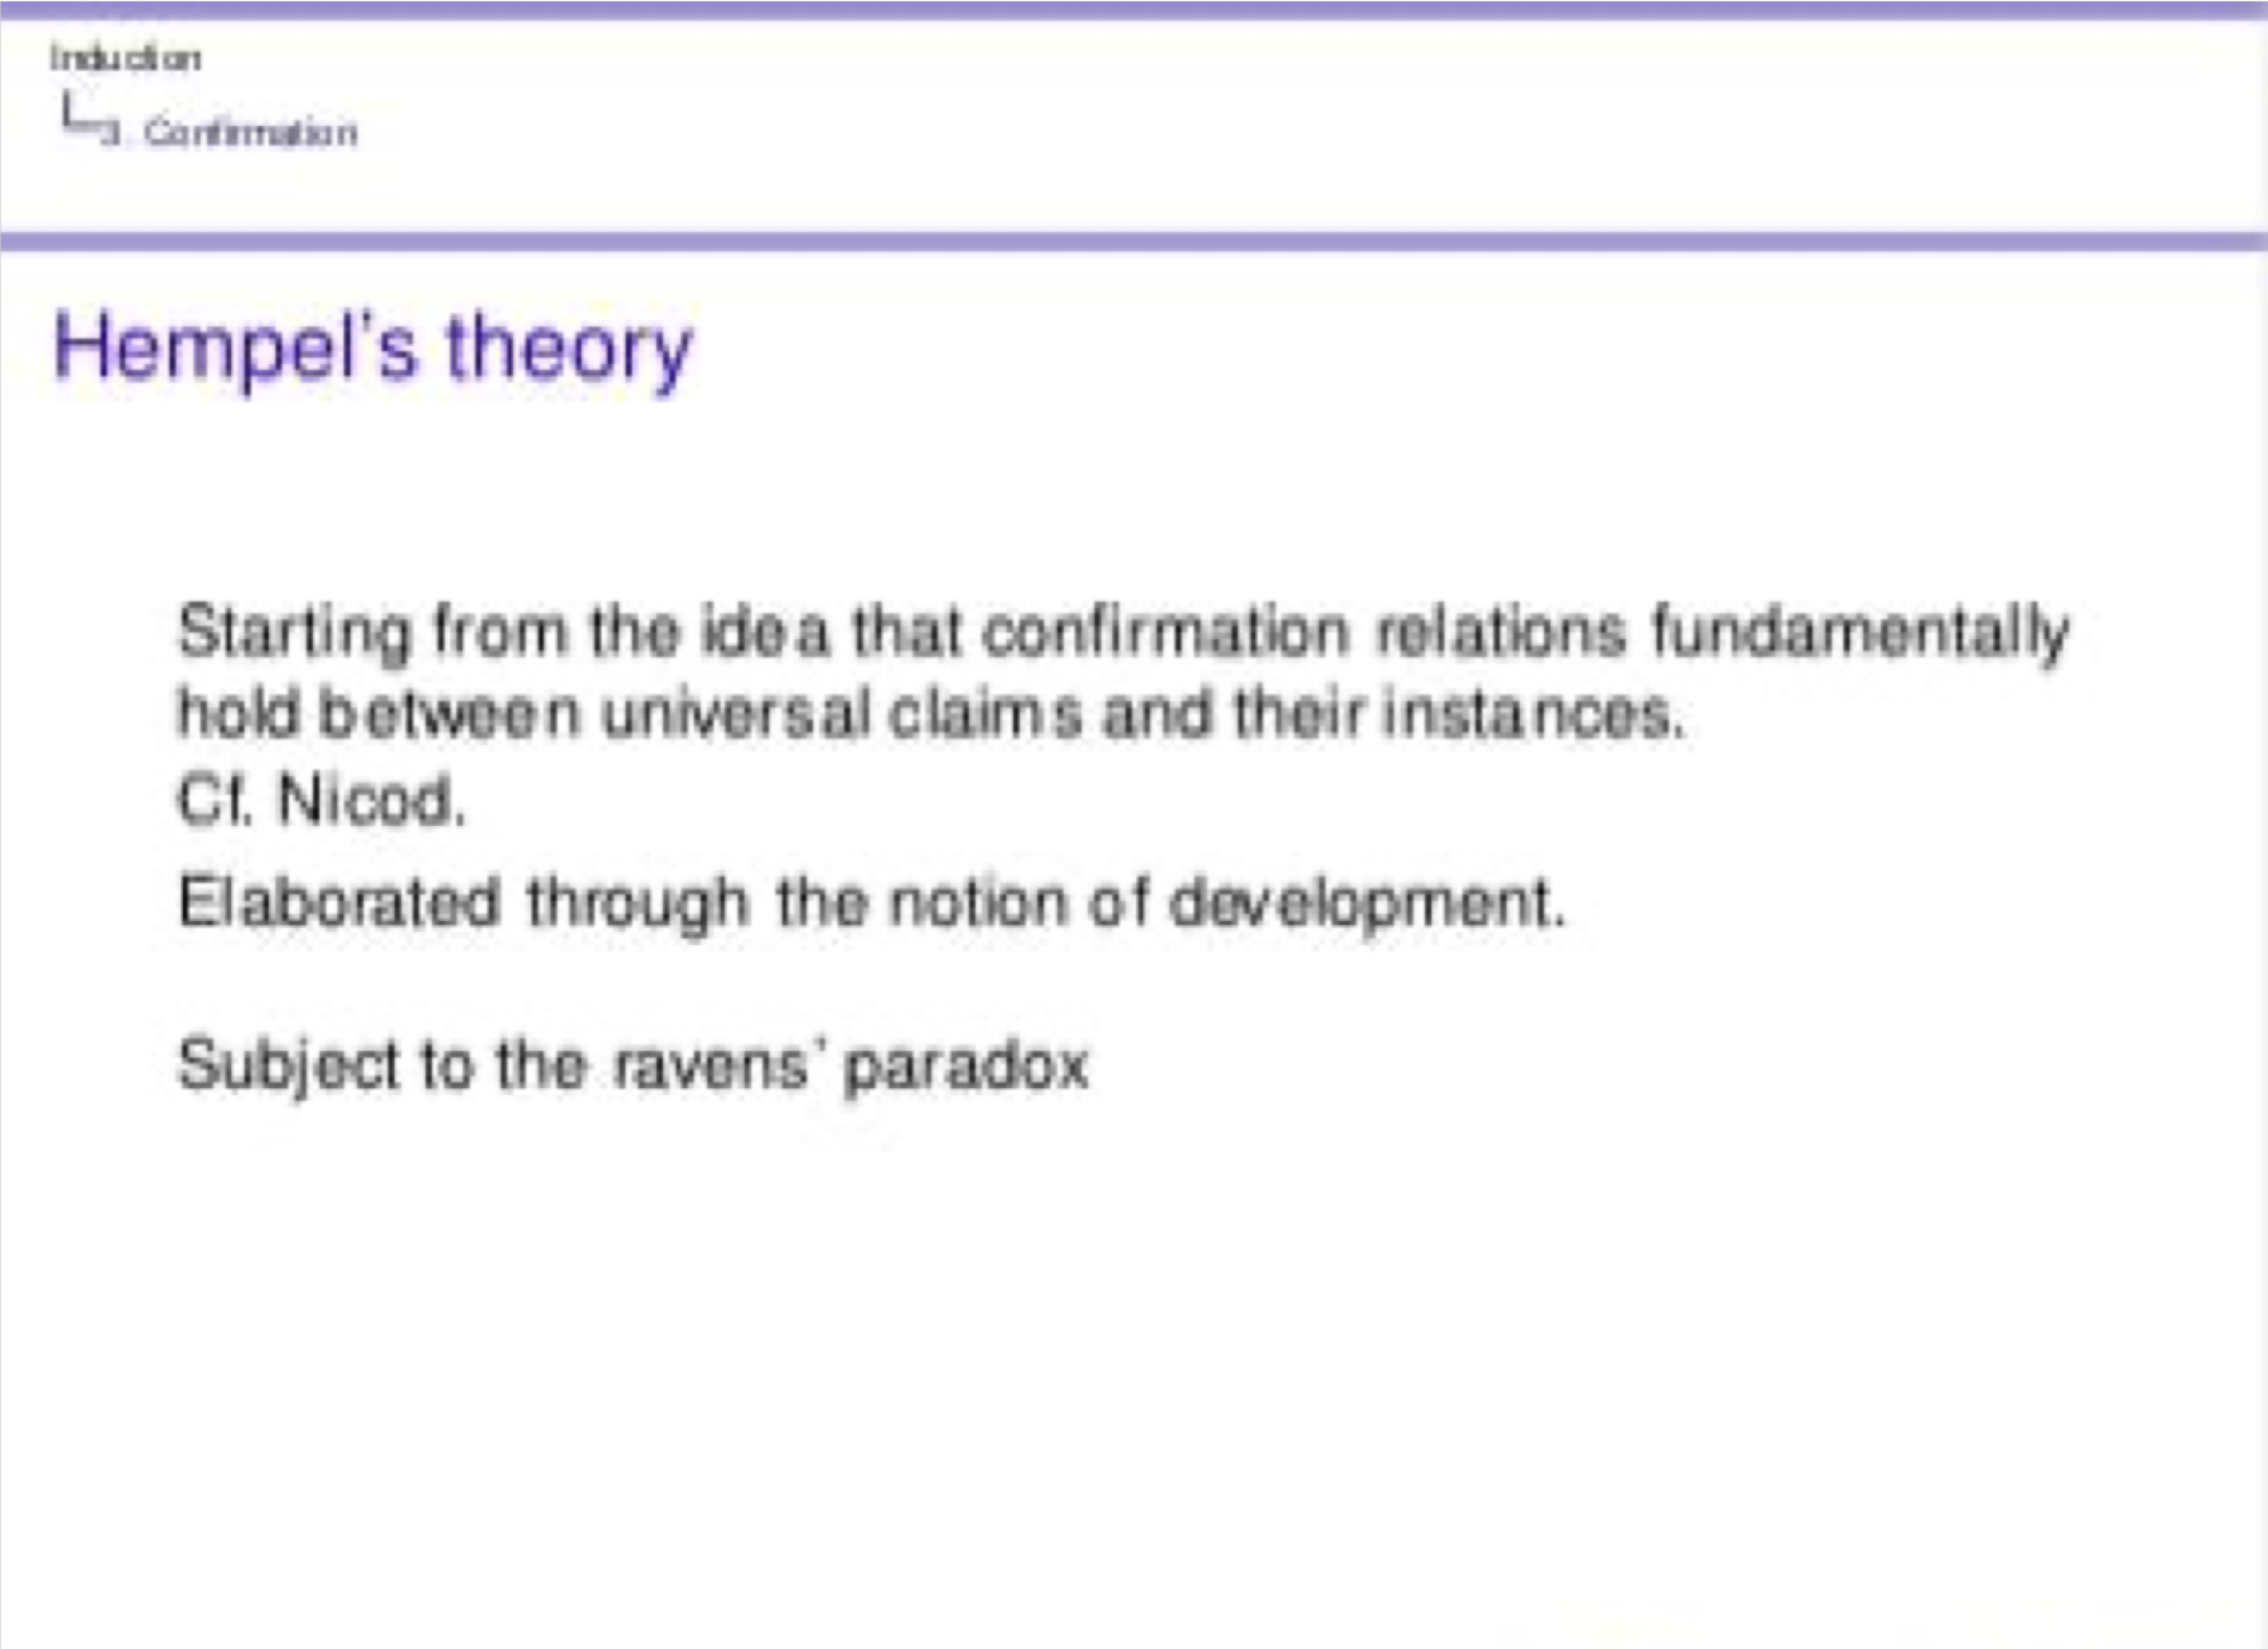 Induction
3. Confirmation
Hempel's theory
Starting from the idea that confirmation relations fundamentally
hold between universal claims and their instances.
Cf. Nicod.
Elaborated through the notion of development.
Subject to the ravens' paradox